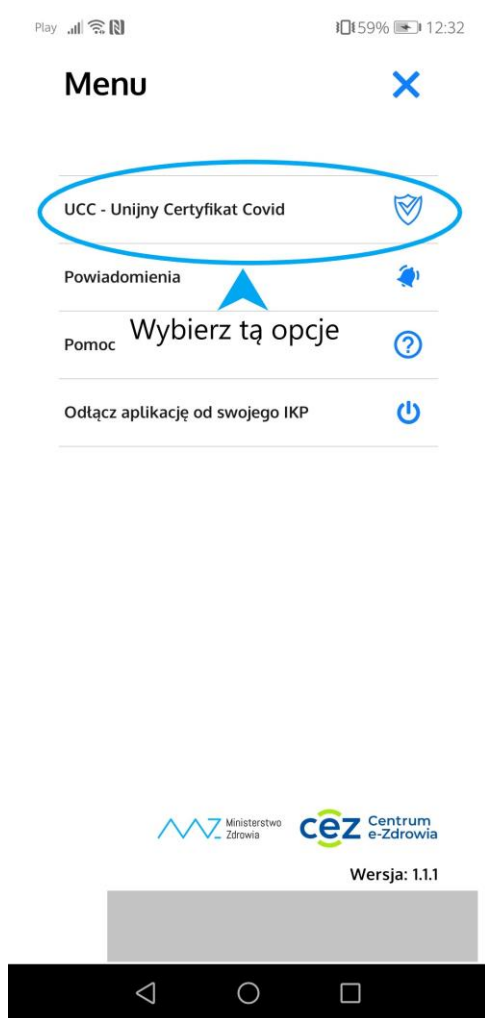 Play 59% 12:32
Menu
UCC - Unijny Certyfikat Covid
Powiadomienia
Wybierz tą opcje
Pomoc
Odłącz aplikację od swojego IKP
Ministerstwo
Zdrowia
cez Centrum
e-Zdrowia
Wersja: 1.1.1